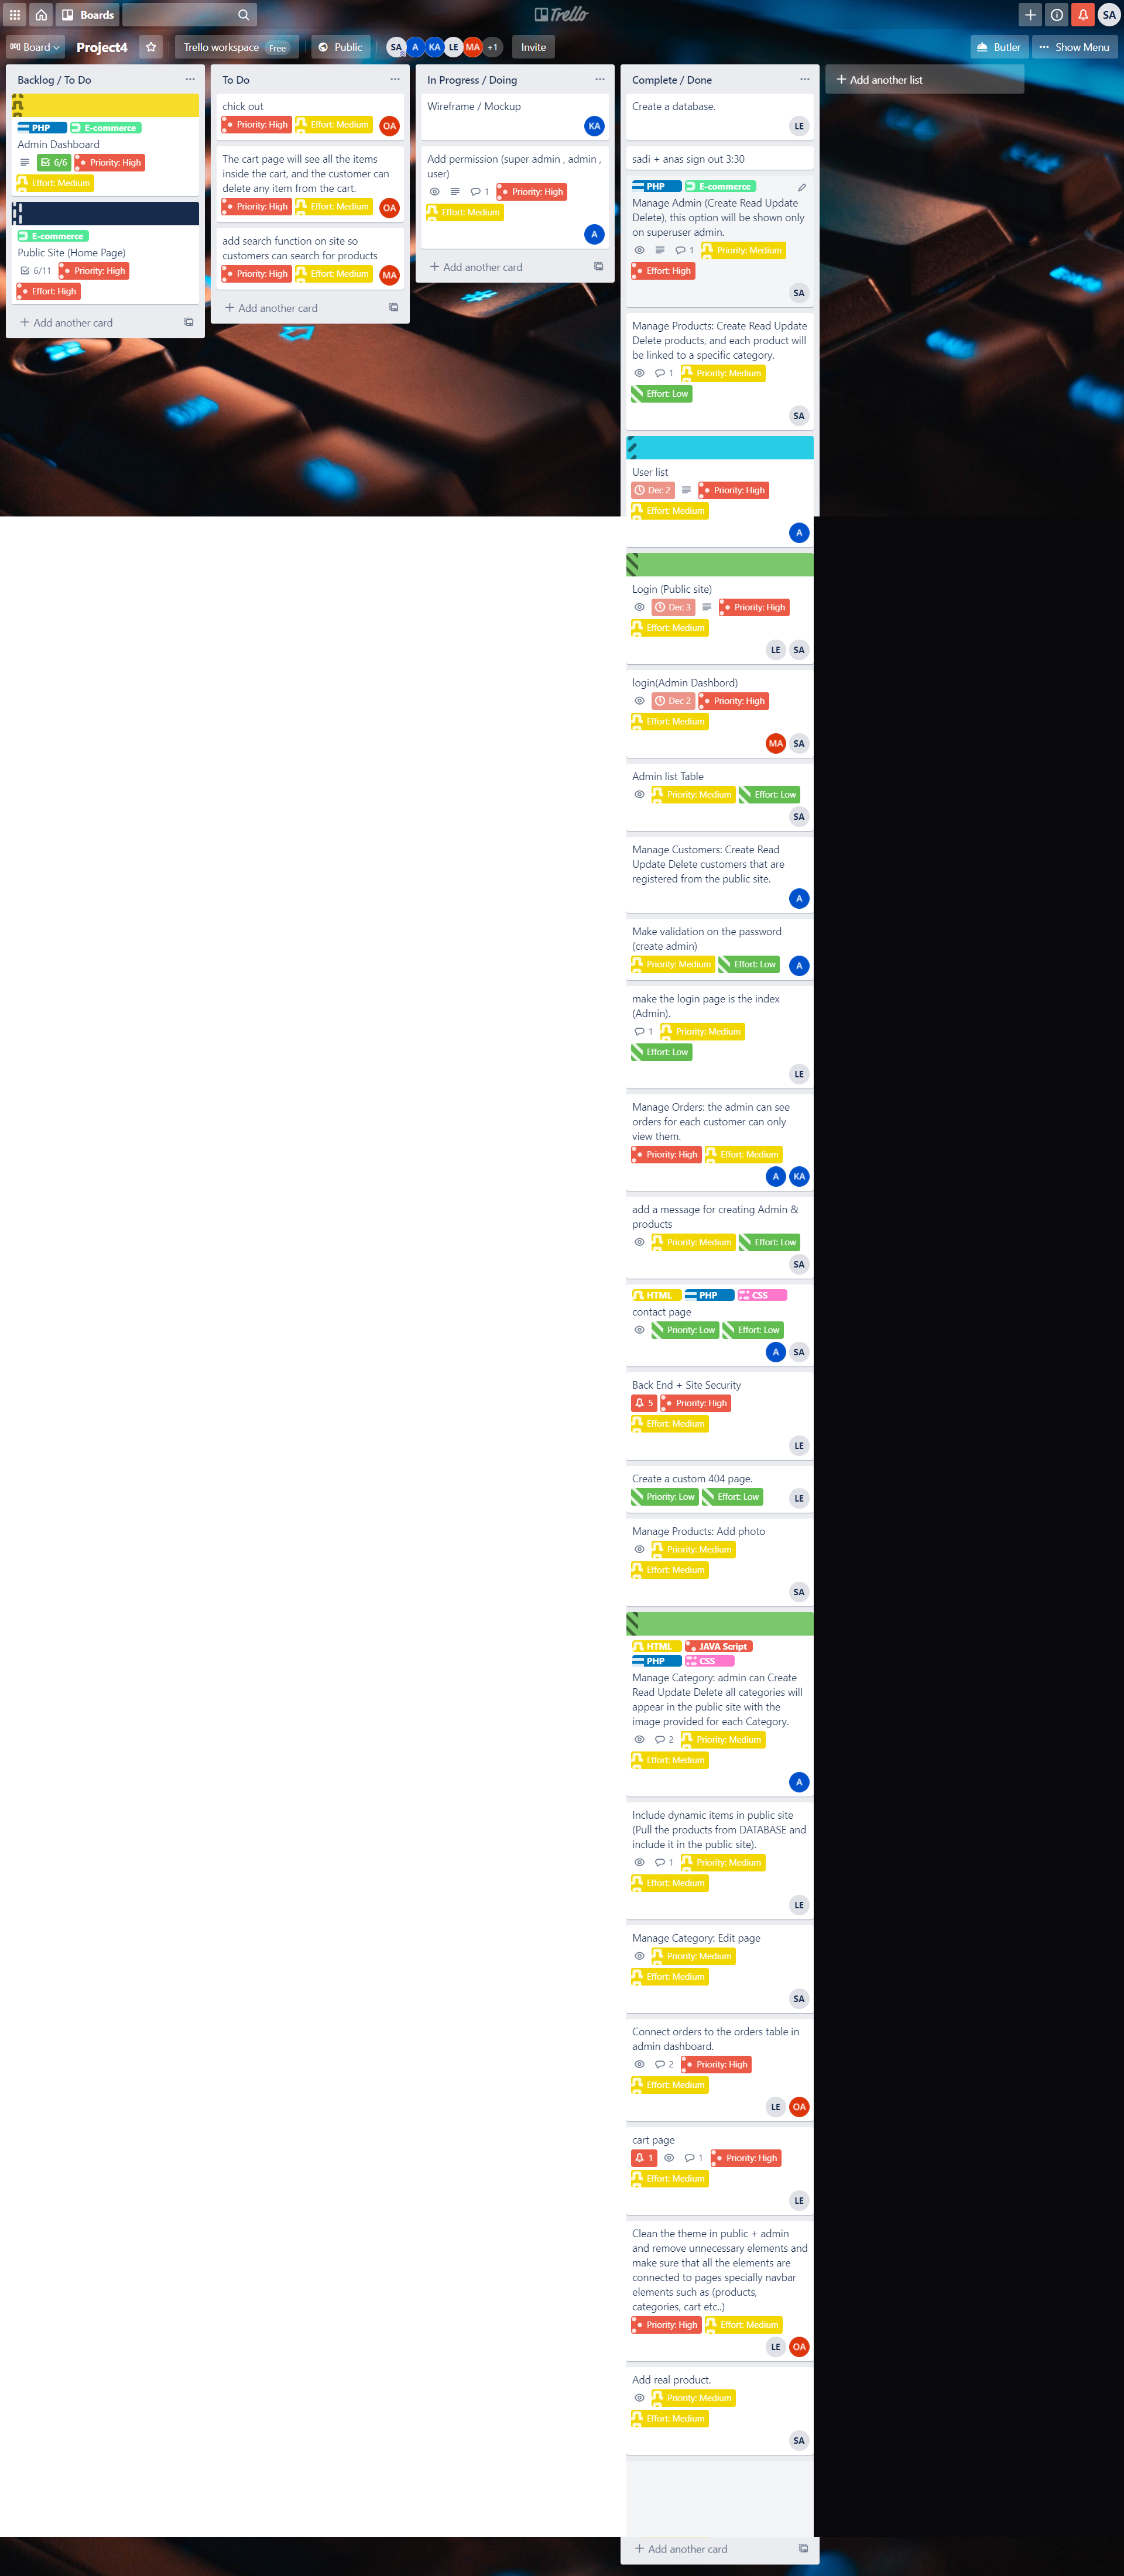 Boards
Trello
SA
Board
Project4
Trello workspace Free
Public
SA A KA LE MA +1
Invite
Butler
Show Menu
Backlog / To Do
PHP E-commerce
Admin Dashboard
6/6 Priority: High
Effort: Medium
E-commerce
Public Site (Home Page)
6/11 Priority: High
Effort: High
Add another card
To Do
chick out
Priority: High Effort: Medium
OA
The cart page will see all the items
inside the cart, and the customer can
delete any item from the cart.
Priority: High Effort: Medium
OA
add search function on site so
customers can search for products
Priority: High Effort: Medium
MA
Add another card
In Progress / Doing
Wireframe / Mockup
KA
Add permission (super admin , admin ,
user)
1 Priority: High
Effort: Medium
A
Add another card
Complete / Done
Create a database.
LE
sadi + anas sign out 3:30
PHP E-commerce
Manage Admin (Create Read Update
Delete), this option will be shown only
on superuser admin.
1 Priority: Medium
Effort: High
SA
Manage Products: Create Read Update
Delete products, and each product will
be linked to a specific category.
1 Priority: Medium
Effort: Low
SA
User list
Dec 2 Priority: High
Effort: Medium
A
Login (Public site)
Dec 3 Priority: High
Effort: Medium
LE SA
login(Admin Dashbord)
Dec 2 Priority: High
Effort: Medium
MA SA
Admin list Table
Priority: Medium Effort: Low
SA
Manage Customers: Create Read
Update Delete customers that are
registered from the public site.
A
Make validation on the password
(create admin)
Priority: Medium Effort: Low
A
make the login page is the index
(Admin).
1 Priority: Medium
Effort: Low
LE
Manage Orders: the admin can see
orders for each customer can only
view them.
Priority: High Effort: Medium
A KA
add a message for creating Admin &
products
Priority: Medium Effort: Low
SA
HTML PHP CSS
contact page
Priority: Low Effort: Low
A SA
Back End + Site Security
5 Priority: High
Effort: Medium
LE
Create a custom 404 page.
Priority: Low Effort: Low
LE
Manage Products: Add photo
Priority: Medium
Effort: Medium
SA
HTML JAVA Script
PHP CSS
Manage Category: admin can Create
Read Update Delete all categories will
appear in the public site with the
image provided for each Category.
2 Priority: Medium
Effort: Medium
A
Include dynamic items in public site
(Pull the products from DATABASE and
include it in the public site).
1 Priority: Medium
Effort: Medium
LE
Manage Category: Edit page
Priority: Medium
Effort: Medium
SA
Connect orders to the orders table in
admin dashboard.
2 Priority: High
Effort: Medium
LE OA
cart page
1 1 Priority: High
Effort: Medium
LE
Clean the theme in public + admin
and remove unnecessary elements and
make sure that all the elements are
connected to pages specially navbar
elements such as (products,
categories, cart etc..)
Priority: High Effort: Medium
LE OA
Add real product.
Priority: Medium
Effort: Medium
SA
Add another card
Add another list